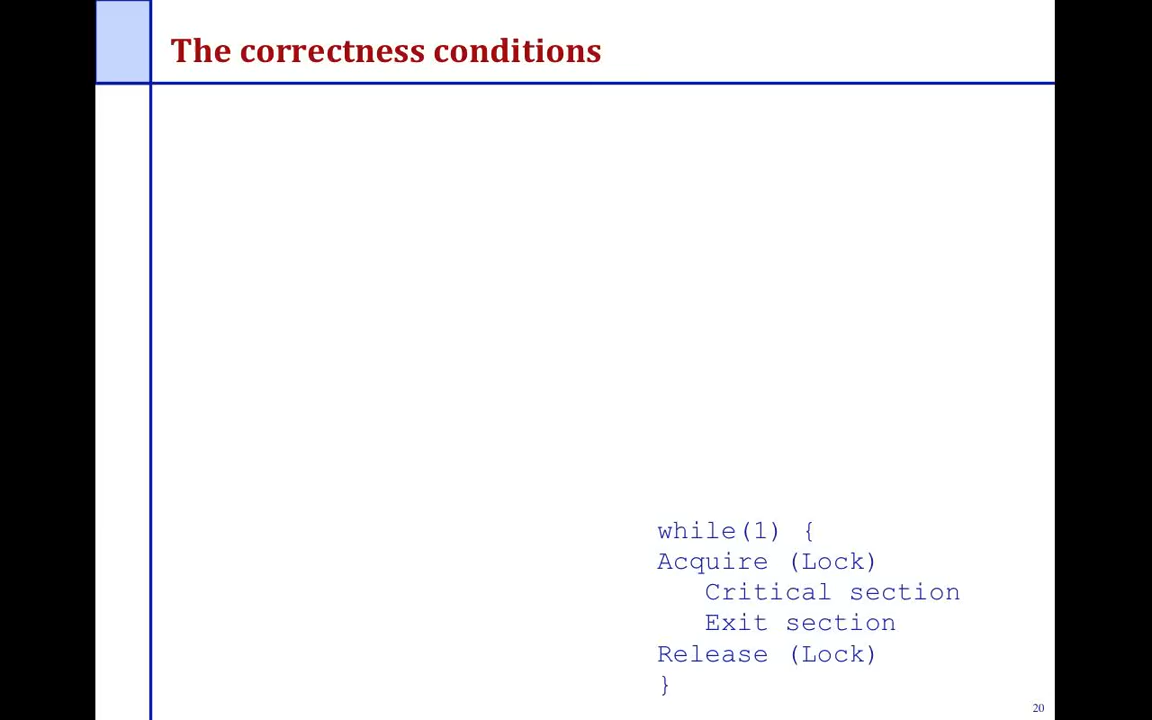 The correctness conditions
while(1) {
Acquire (Lock)
Critical section
Exit section
Release (Lock)
}
20